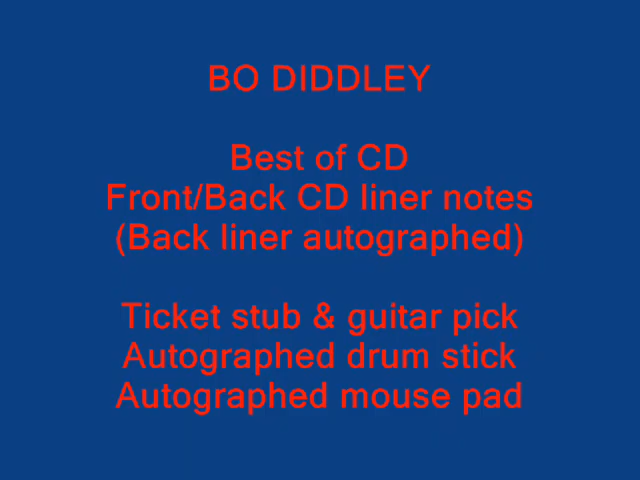 BO DIDDLEY
Best of CD
Front/Back CD liner notes
(Back liner autographed)
Ticket stub & guitar pick
Autographed drum stick
Autographed mouse pad